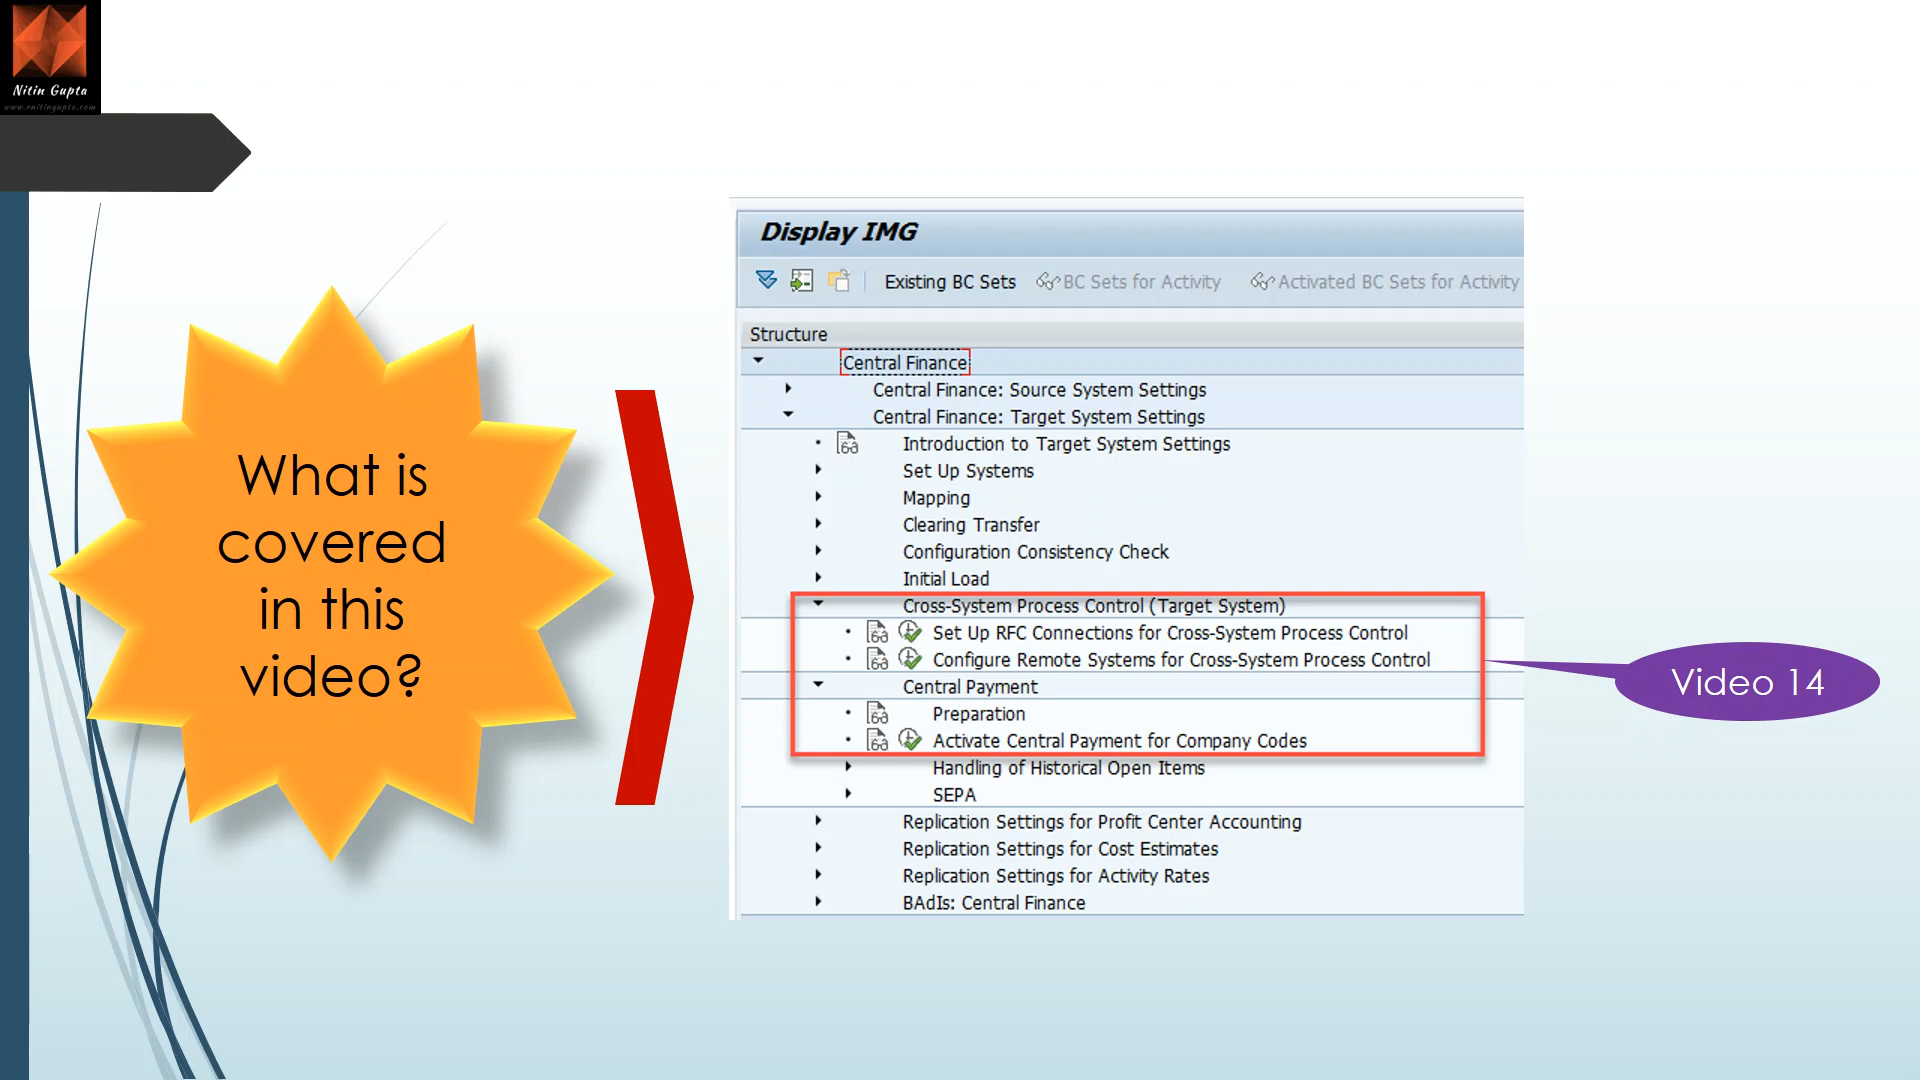 Nitin Gupta
www.rnitingupta.com
What is
covered
in this
video?
Display IMG
Existing BC Sets
BC Sets for Activity
Activated BC Sets for Activity
Structure
Central Finance
Central Finance: Source System Settings
Central Finance: Target System Settings
Introduction to Target System Settings
Set Up Systems
Mapping
Clearing Transfer
Configuration Consistency Check
Initial Load
Cross-System Process Control (Target System)
Set Up RFC Connections for Cross-System Process Control
Configure Remote Systems for Cross-System Process Control
Central Payment
Preparation
Activate Central Payment for Company Codes
Handling of Historical Open Items
SEPA
Replication Settings for Profit Center Accounting
Replication Settings for Cost Estimates
Replication Settings for Activity Rates
BAdIs: Central Finance
Video 14